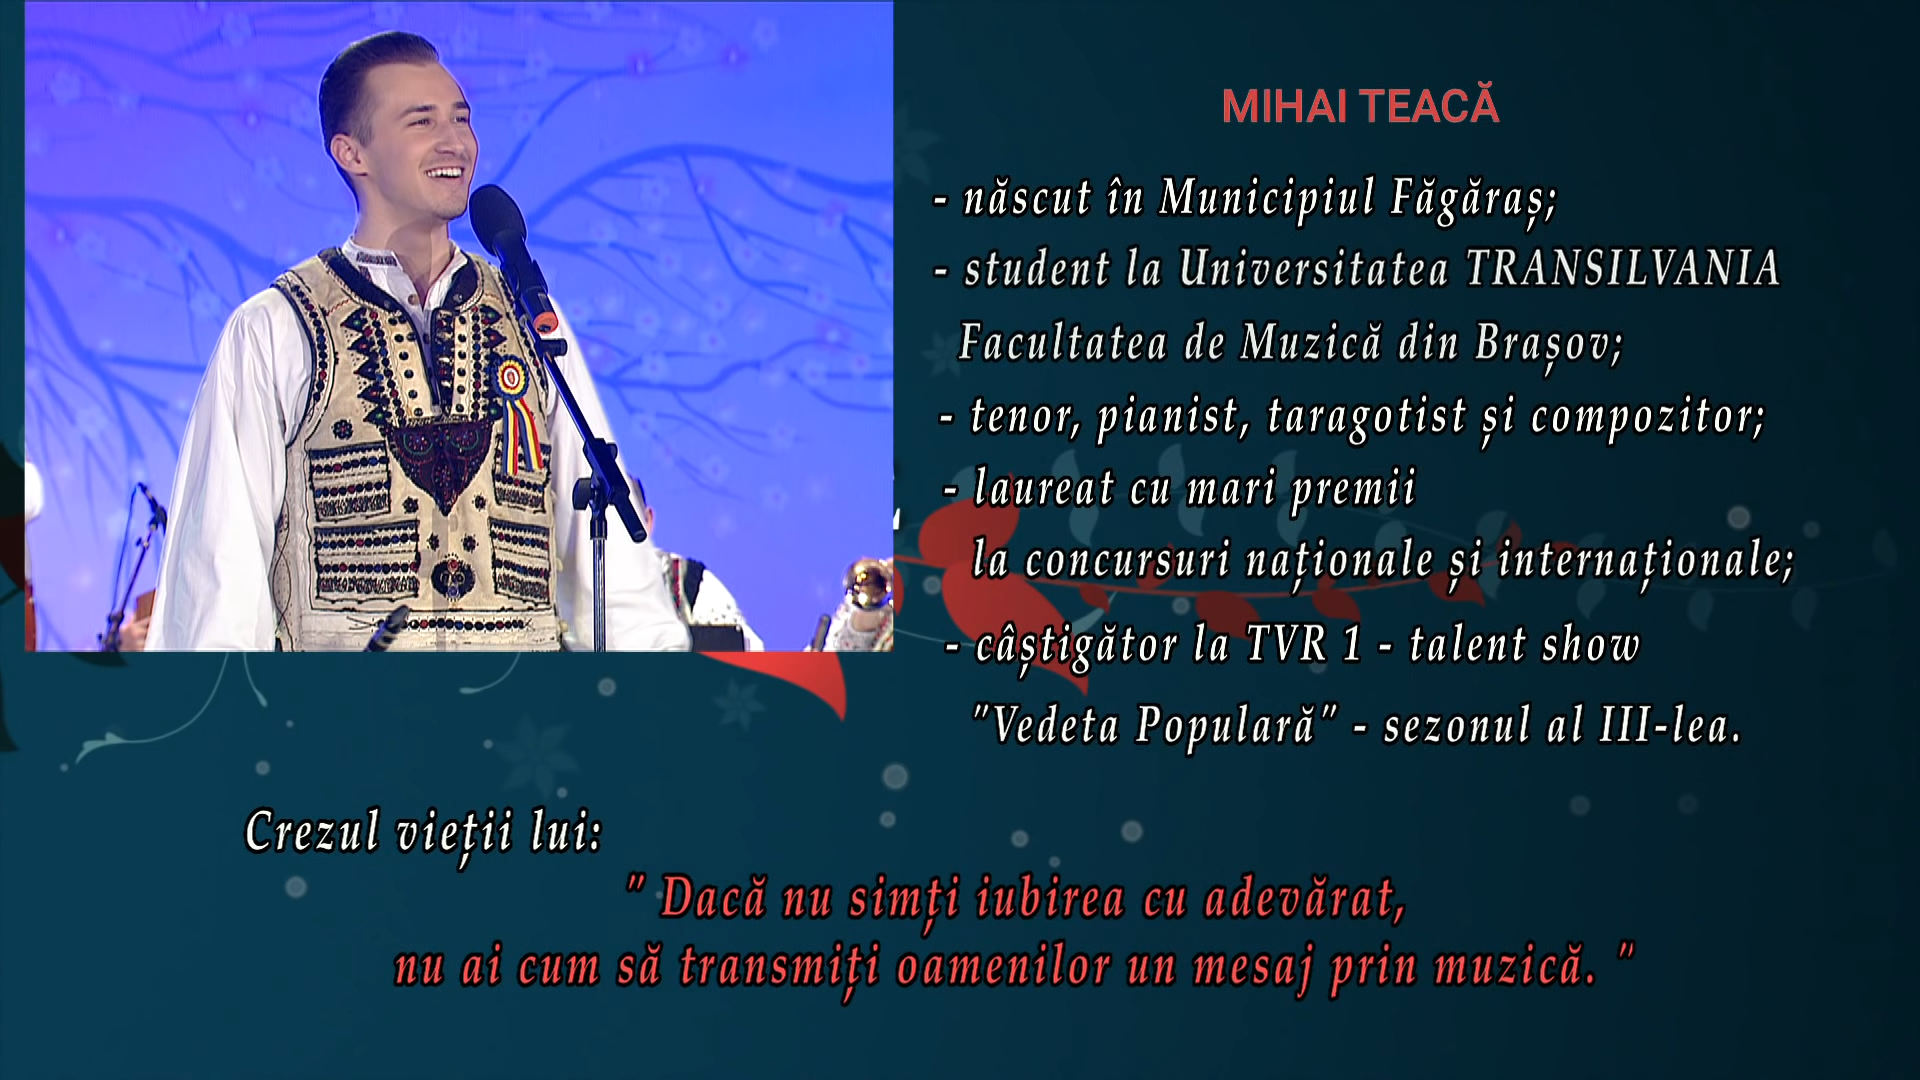 MIHAI TEACĂ
- născut în Municipiul Făgăraș;
- student la Universitatea TRANSILVANIA
Facultatea de Muzică din Brașov;
- tenor, pianist, taragotist și compozitor;
- laureat cu mari premii
la concursuri naționale și internaționale;
- câștigător la TVR 1 - talent show
"Vedeta Populară" - sezonul al III-lea.
Crezul vieții lui:
" Dacă nu simți iubirea cu adevărat,
nu ai cum să transmiți oamenilor un mesaj prin muzică. "